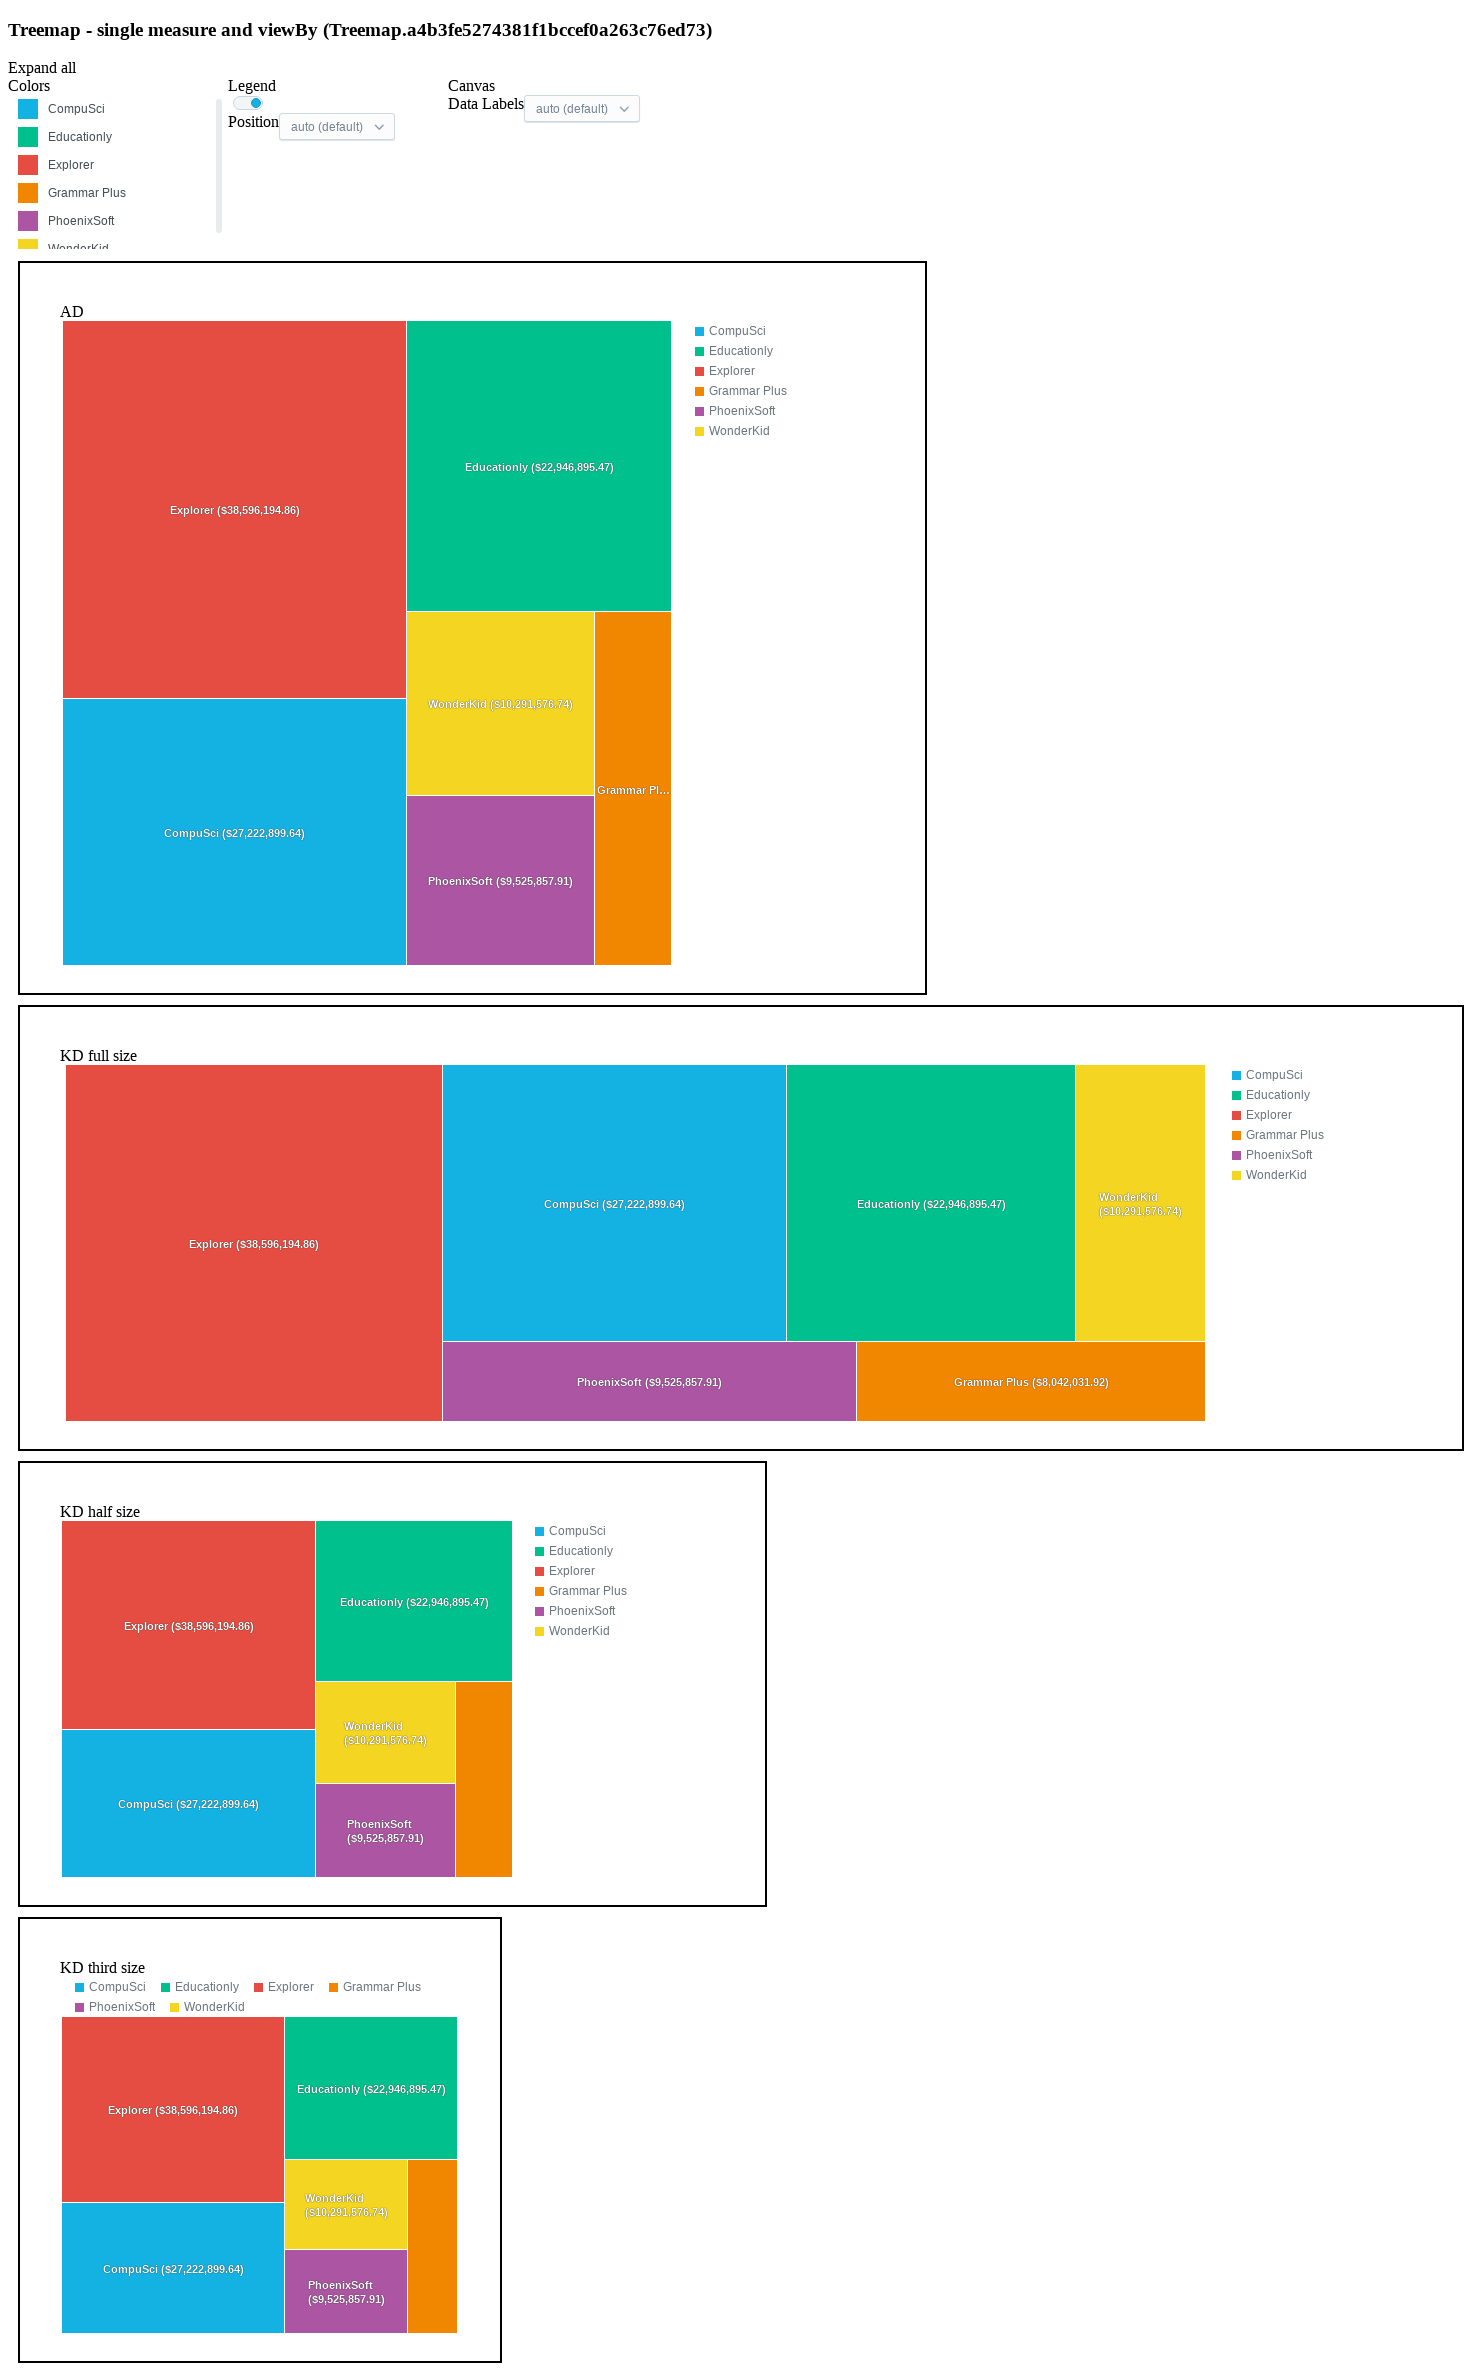 Treemap - single measure and viewBy (Treemap.a4b3fe5274381f1bccef0a263c76ed73)
Expand all
Colors
CompuSci
Educationly
Explorer
Grammar Plus
PhoenixSoft
WonderKid
Legend
Position auto (default)
Canvas
Data Labels auto (default)
AD
Explorer ($38,596,194.86)
Educationly ($22,946,895.47)
WonderKid ($10,291,576.74)
Grammar Pl…
CompuSci ($27,222,899.64)
PhoenixSoft ($9,525,857.91)
CompuSci
Educationly
Explorer
Grammar Plus
PhoenixSoft
WonderKid
KD full size
Explorer ($38,596,194.86)
CompuSci ($27,222,899.64)
Educationly ($22,946,895.47)
WonderKid
($10,291,576.74)
PhoenixSoft ($9,525,857.91)
Grammar Plus ($8,042,031.92)
CompuSci
Educationly
Explorer
Grammar Plus
PhoenixSoft
WonderKid
KD half size
Explorer ($38,596,194.86)
Educationly ($22,946,895.47)
WonderKid
($10,291,576.74)
CompuSci ($27,222,899.64)
PhoenixSoft
($9,525,857.91)
CompuSci
Educationly
Explorer
Grammar Plus
PhoenixSoft
WonderKid
KD third size
CompuSci Educationly Explorer Grammar Plus
PhoenixSoft WonderKid
Explorer ($38,596,194.86)
Educationly ($22,946,895.47)
WonderKid
($10,291,576.74)
CompuSci ($27,222,899.64)
PhoenixSoft
($9,525,857.91)